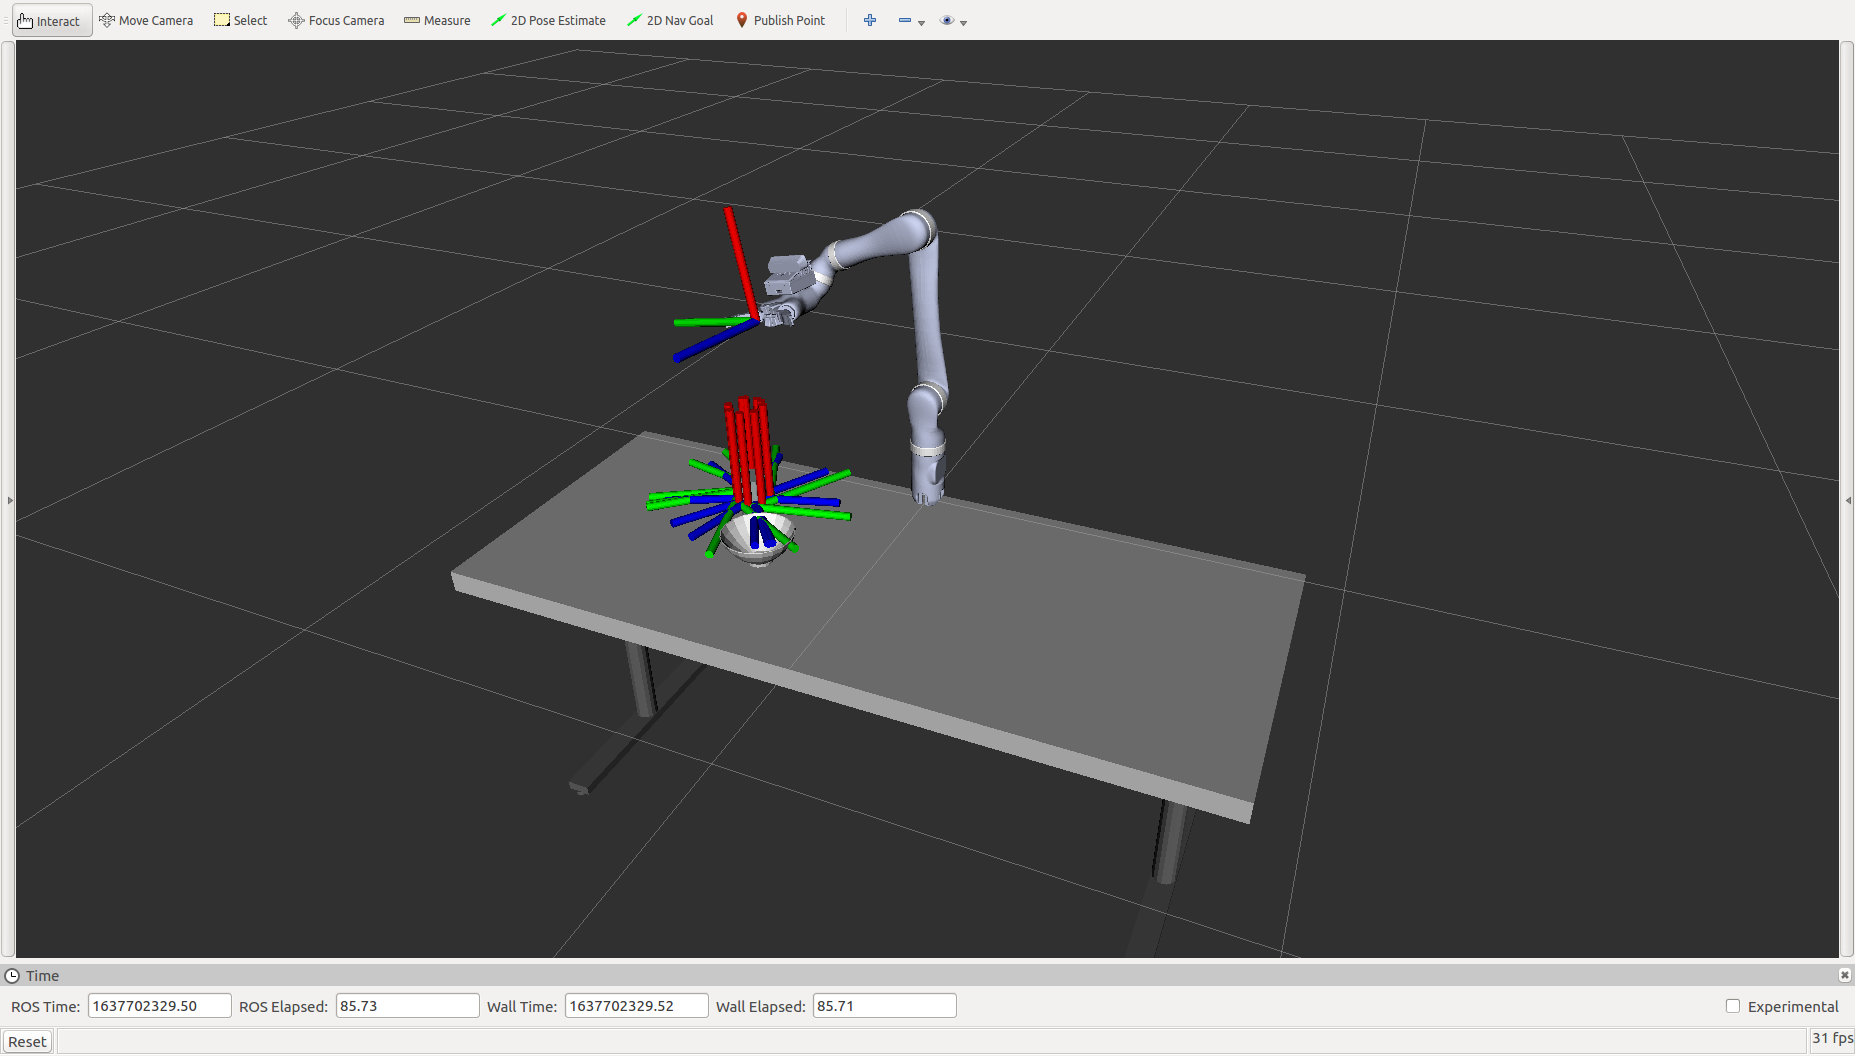 Interact Move Camera Select Focus Camera Measure 2D Pose Estimate 2D Nav Goal Publish Point
Time
ROS Time: 1637702329.50 ROS Elapsed: 85.73 Wall Time: 1637702329.52 Wall Elapsed: 85.71 Experimental
Reset 31 fps